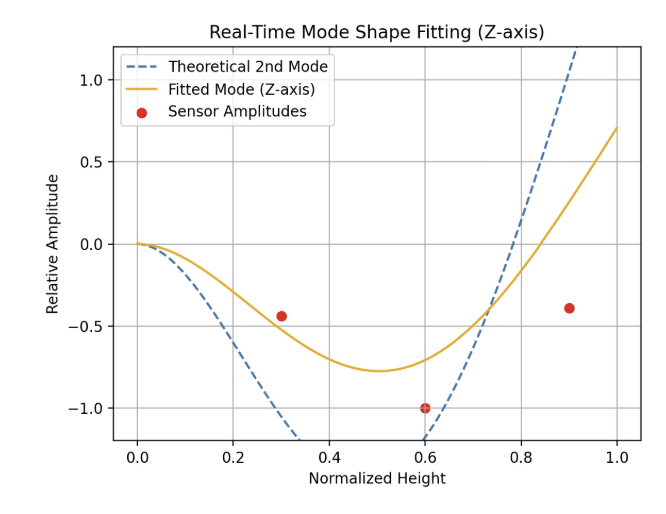 Real-Time Mode Shape Fitting (Z-axis)
Theoretical 2nd Mode
Fitted Mode (Z-axis)
Sensor Amplitudes
Relative Amplitude
1.0
0.5
0.0
−0.5
−1.0
0.0 0.2 0.4 0.6 0.8 1.0
Normalized Height